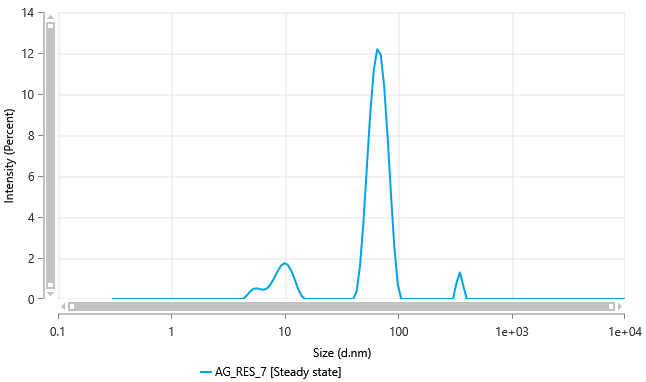 14
12
10
8
6
4
2
0
Intensity (Percent)
0.1 1 10 100 1e+03 1e+04
Size (d.nm)
AG_RES_7 [Steady state]